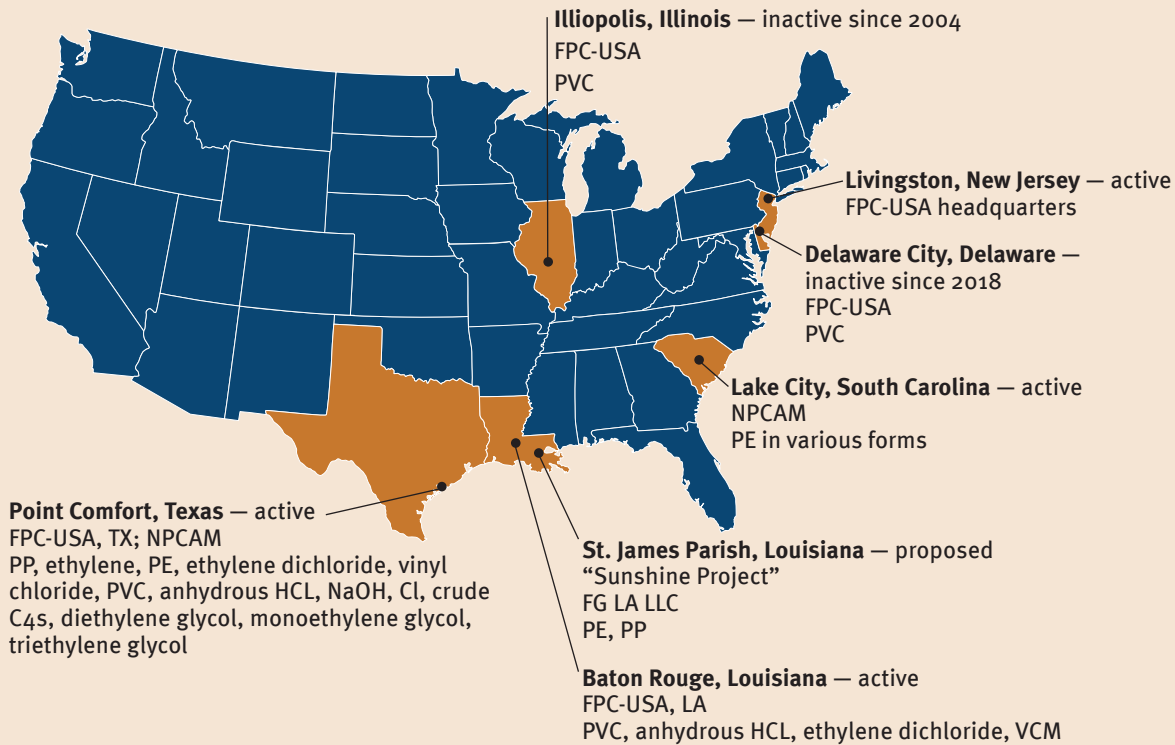 Illiopolis, Illinois — inactive since 2004
FPC-USA
PVC
Livingston, New Jersey — active
FPC-USA headquarters
Delaware City, Delaware —
inactive since 2018
FPC-USA
PVC
Lake City, South Carolina — active
NPCAM
PE in various forms
Point Comfort, Texas — active
FPC-USA, TX; NPCAM
PP, ethylene, PE, ethylene dichloride, vinyl
chloride, PVC, anhydrous HCL, NaOH, Cl, crude
C4s, diethylene glycol, monoethylene glycol,
triethylene glycol
St. James Parish, Louisiana — proposed
“Sunshine Project”
FG LA LLC
PE, PP
Baton Rouge, Louisiana — active
FPC-USA, LA
PVC, anhydrous HCL, ethylene dichloride, VCM